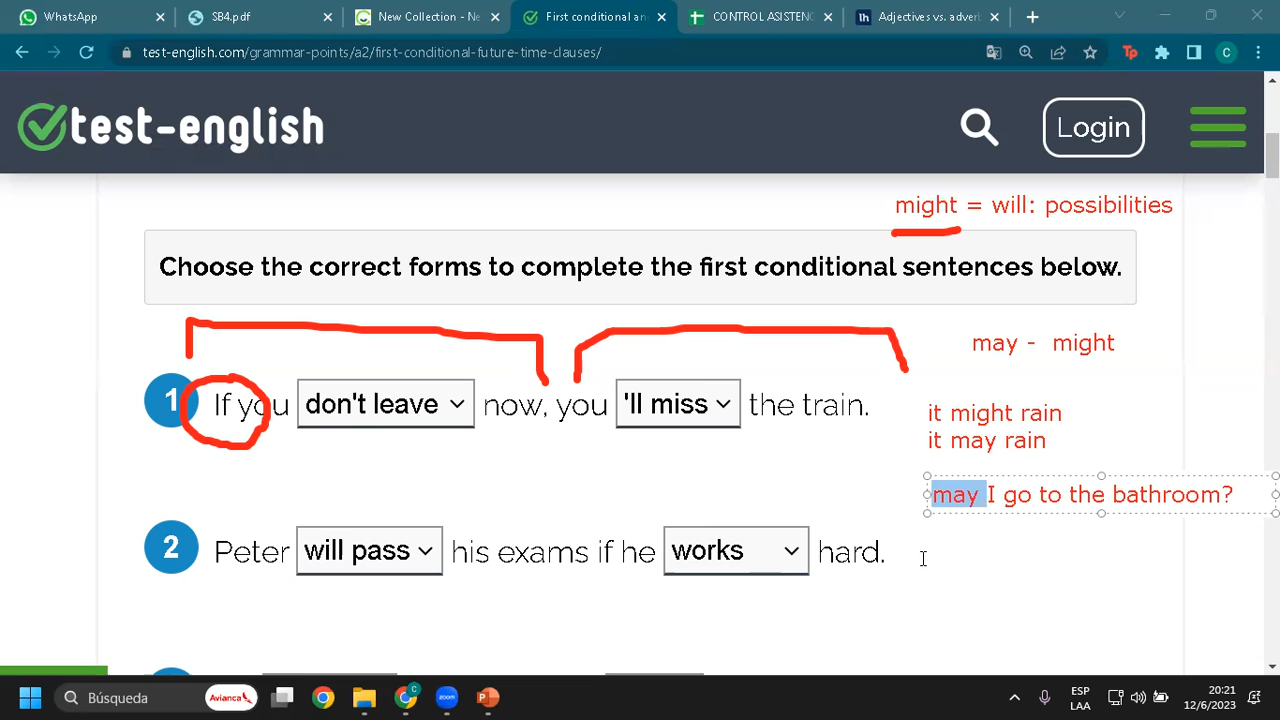 WhatsApp
SB4.pdf
New Collection - Ne
First conditional an
CONTROL ASISTENC
Adjectives vs. adverb
test-english.com/grammar-points/a2/first-conditional-future-time-clauses/
Tp
C
test-english
Login
might = will: possibilities
Choose the correct forms to complete the first conditional sentences below.
may - might
1 If you don't leave now, you 'll miss the train.
it might rain
it may rain
may I go to the bathroom?
2 Peter will pass his exams if he works hard.
Búsqueda
Avianca
C
zoom
P
ESP
LAA
20:21
12/6/2023